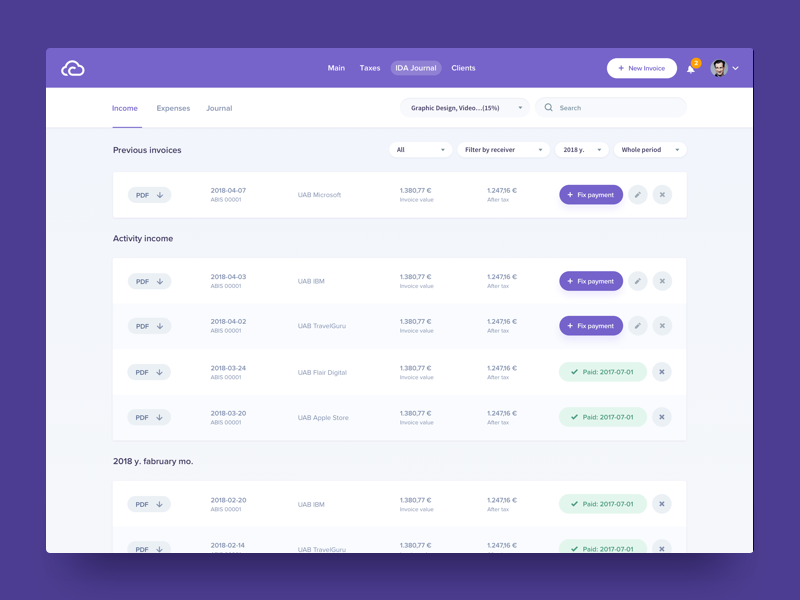 Main Taxes IDA Journal Clients + New Invoice 2
Income Expenses Journal Graphic Design, Video...(15%) Search
Previous invoices All Filter by receiver 2018 y. Whole period
PDF 2018-04-07 UAB Microsoft 1.380,77 € 1.247,16 € + Fix payment
ABIS 00001 Invoice value After tax
Activity income
PDF 2018-04-03 UAB IBM 1.380,77 € 1.247,16 € + Fix payment
ABIS 00001 Invoice value After tax
PDF 2018-04-02 UAB TravelGuru 1.380,77 € 1.247,16 € + Fix payment
ABIS 00001 Invoice value After tax
PDF 2018-03-24 UAB Flair Digital 1.380,77 € 1.247,16 € Paid: 2017-07-01
ABIS 00001 Invoice value After tax
PDF 2018-03-20 UAB Apple Store 1.380,77 € 1.247,16 € Paid: 2017-07-01
ABIS 00001 Invoice value After tax
2018 y. fabruary mo.
PDF 2018-02-20 UAB IBM 1.380,77 € 1.247,16 € Paid: 2017-07-01
ABIS 00001 Invoice value After tax
PDF 2018-02-14 UAB TravelGuru 1.380,77 € 1.247,16 € Paid: 2017-07-01